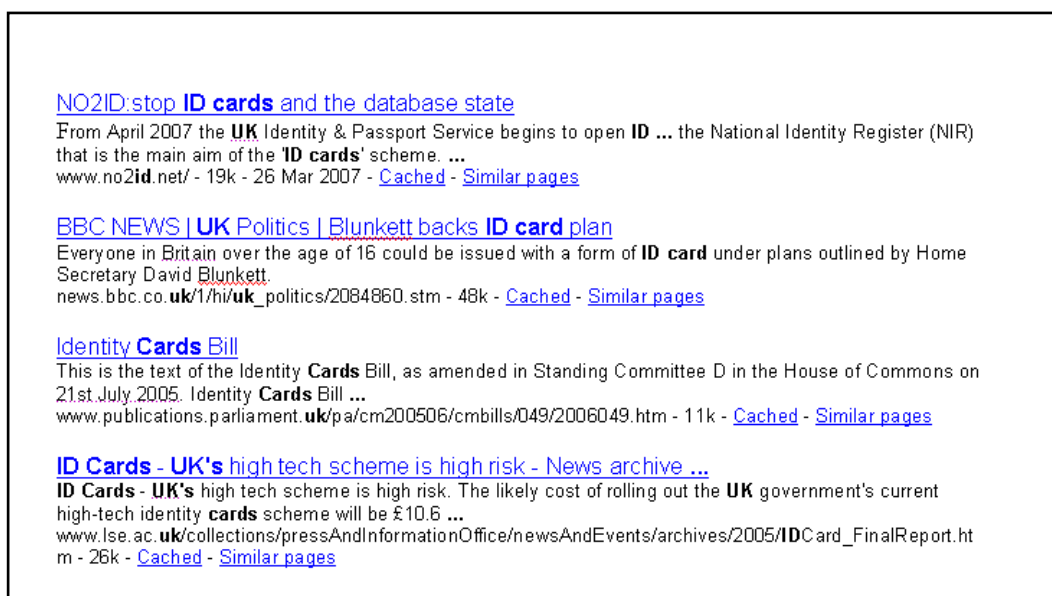 NO2ID:stop ID cards and the database state
From April 2007 the UK Identity & Passport Service begins to open ID ... the National Identity Register (NIR)
that is the main aim of the 'ID cards' scheme. ...
www.no2id.net/ - 19k - 26 Mar 2007 - Cached - Similar pages
BBC NEWS | UK Politics | Blunkett backs ID card plan
Everyone in Britain over the age of 16 could be issued with a form of ID card under plans outlined by Home
Secretary David Blunkett.
news.bbc.co.uk/1/hi/uk_politics/2084860.stm - 48k - Cached - Similar pages
Identity Cards Bill
This is the text of the Identity Cards Bill, as amended in Standing Committee D in the House of Commons on
21st July 2005. Identity Cards Bill ...
www.publications.parliament.uk/pa/cm200506/cmbills/049/2006049.htm - 11k - Cached - Similar pages
ID Cards - UK's high tech scheme is high risk - News archive ...
ID Cards - UK's high tech scheme is high risk. The likely cost of rolling out the UK government's current
high-tech identity cards scheme will be £10.6 ...
www.lse.ac.uk/collections/pressAndInformationOffice/newsAndEvents/archives/2005/IDCard_FinalReport.ht
m - 26k - Cached - Similar pages